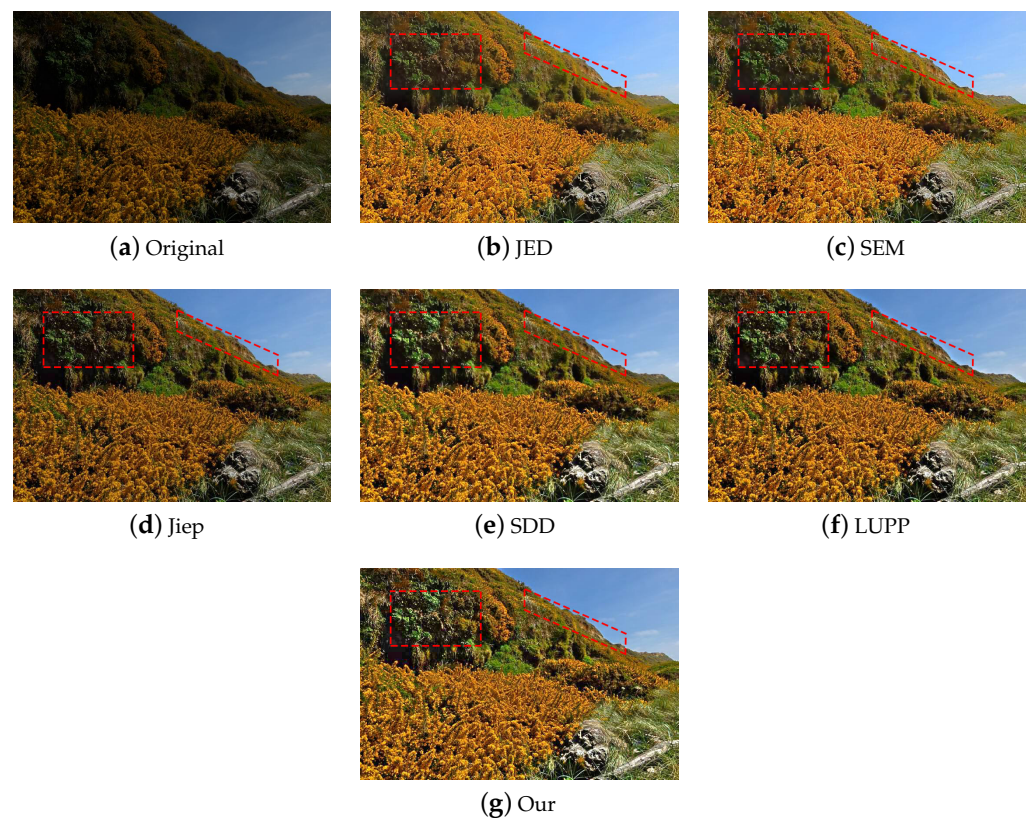 (a) Original
(b) JED
(c) SEM
(d) Jiep
(e) SDD
(f) LUPP
(g) Our